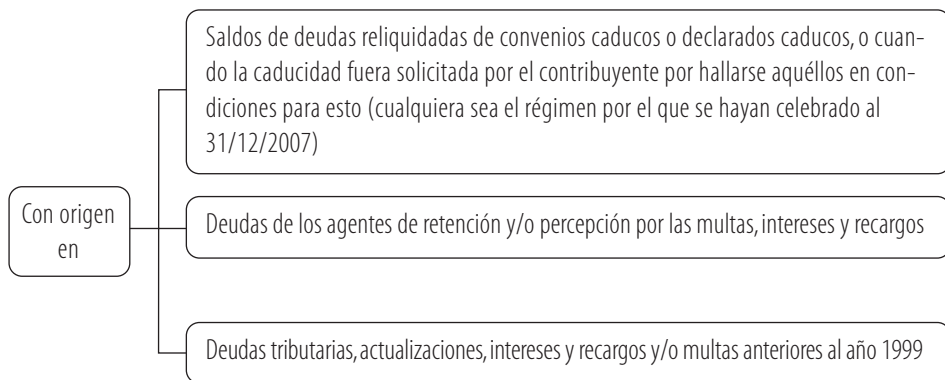 Saldos de deudas reliquidadas de convenios caducos o declarados caducos, o cuan-
do la caducidad fuera solicitada por el contribuyente por hallarse aquéllos en con-
diciones para esto (cualquiera sea el régimen por el que se hayan celebrado al
31/12/2007)
Con origen
en
Deudas de los agentes de retención y/o percepción por las multas, intereses y recargos
Deudas tributarias, actualizaciones, intereses y recargos y/o multas anteriores al año 1999